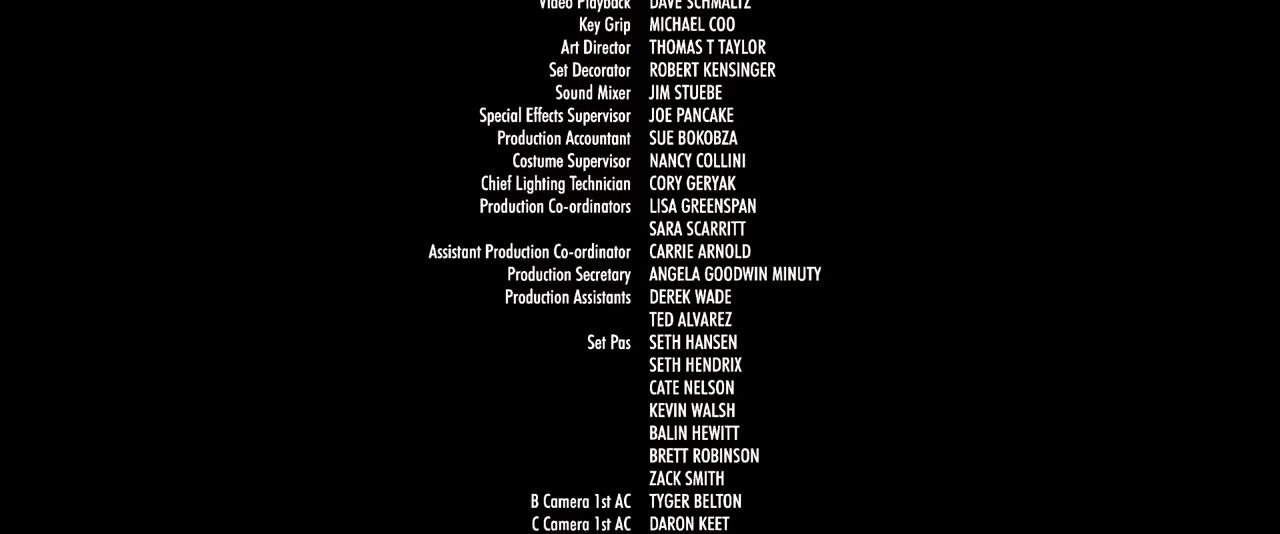 Video Playback DAVE SCHMALTZ
Key Grip MICHAEL COO
Art Director THOMAS T TAYLOR
Set Decorator ROBERT KENSINGER
Sound Mixer JIM STUEBE
Special Effects Supervisor JOE PANCAKE
Production Accountant SUE BOKOBZA
Costume Supervisor NANCY COLLINI
Chief Lighting Technician CORY GERYAK
Production Co-ordinators LISA GREENSPAN
SARA SCARRITT
Assistant Production Co-ordinator CARRIE ARNOLD
Production Secretary ANGELA GOODWIN MINUTY
Production Assistants DEREK WADE
TED ALVAREZ
Set Pas SETH HANSEN
SETH HENDRIX
CATE NELSON
KEVIN WALSH
BALIN HEWITT
BRETT ROBINSON
ZACK SMITH
B Camera 1st AC TYGER BELTON
C Camera 1st AC DARON KEET